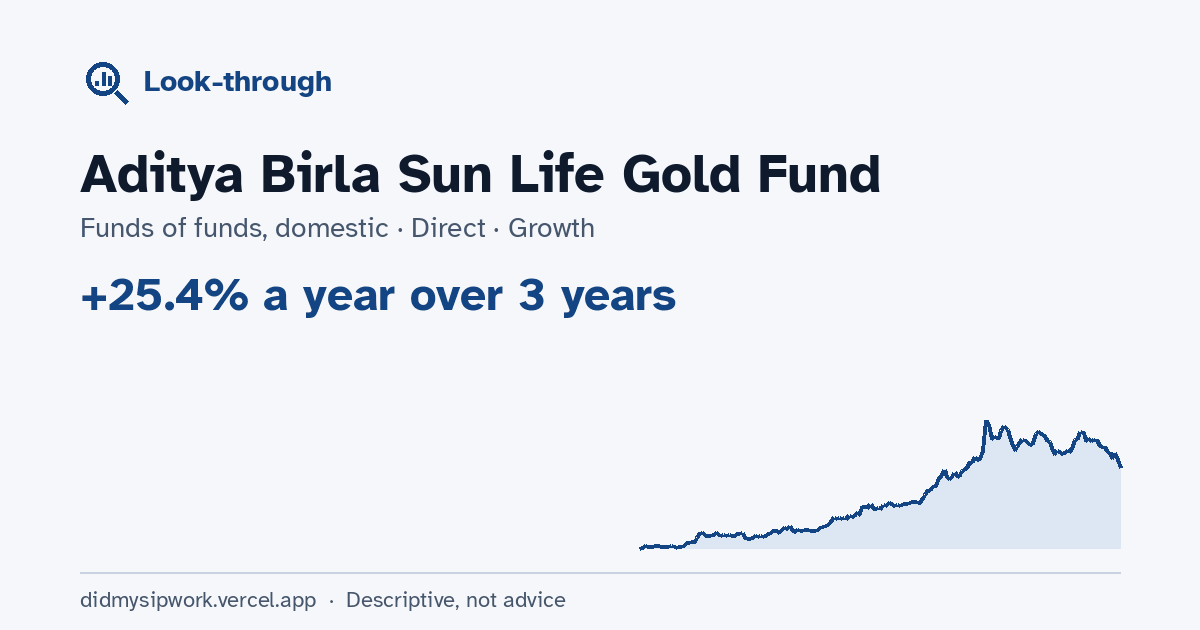 Look-through
Aditya Birla Sun Life Gold Fund
Funds of funds, domestic · Direct · Growth
+25.4% a year over 3 years
didmysipwork.vercel.app · Descriptive, not advice